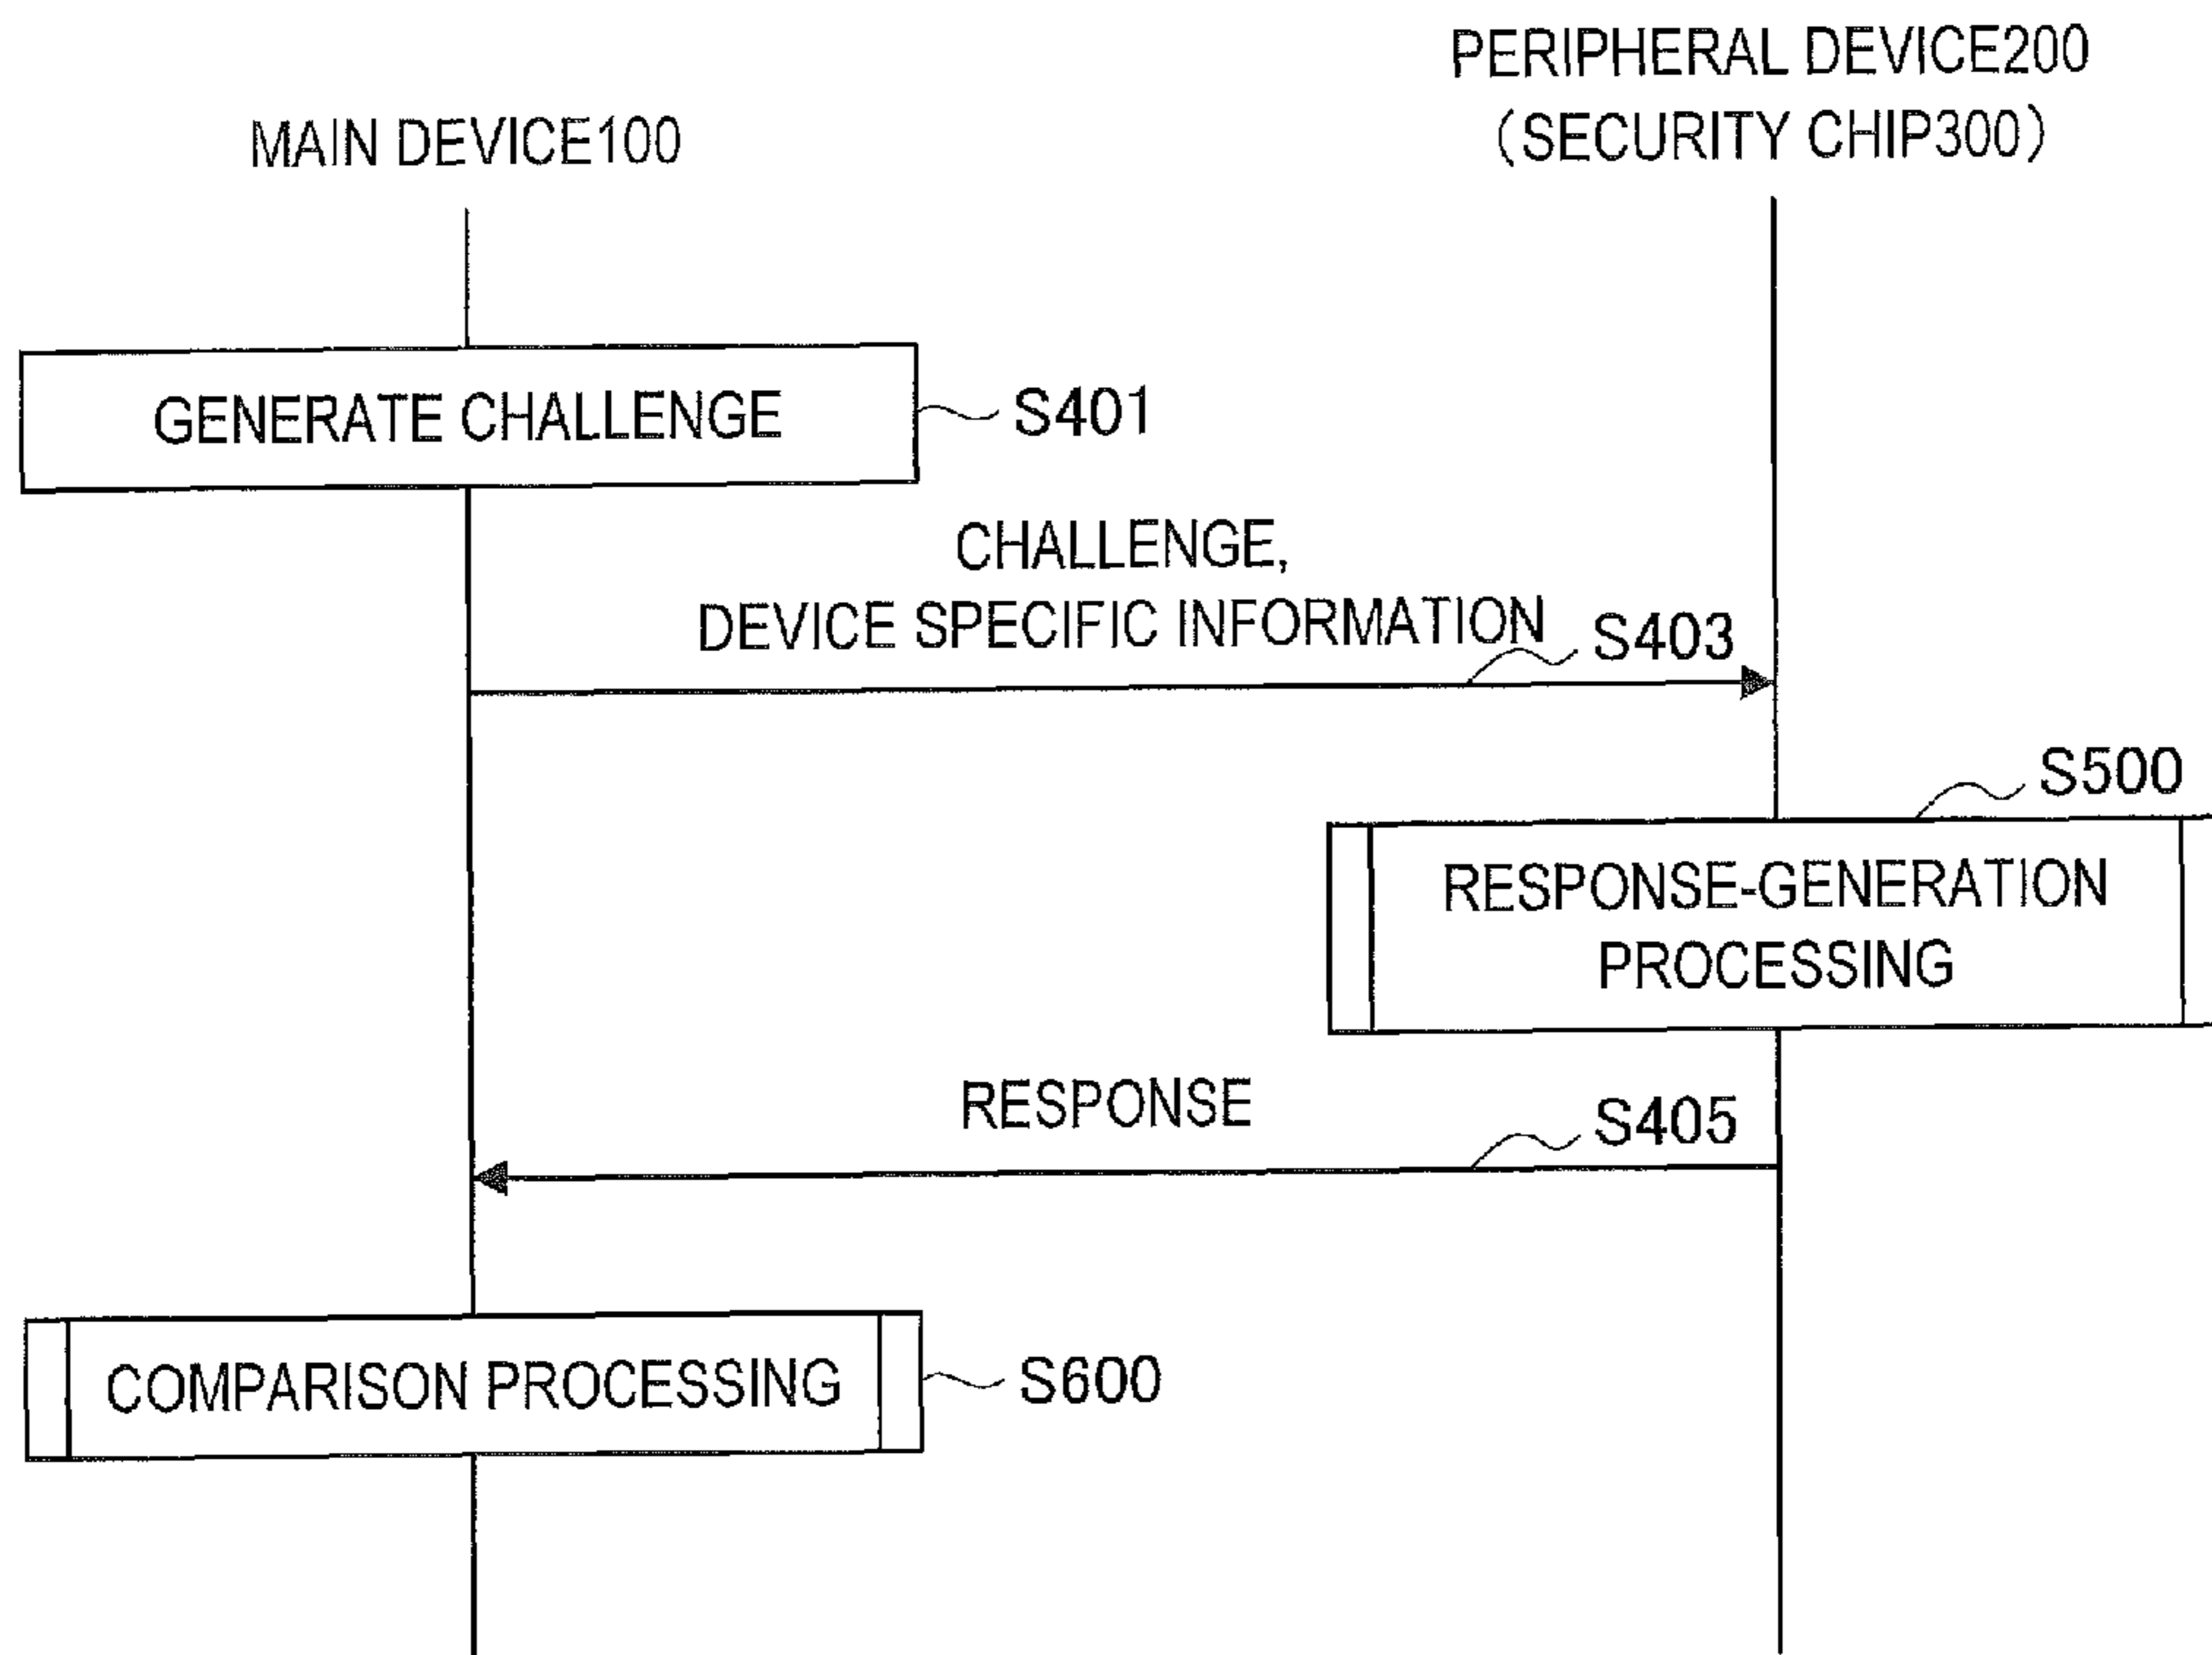 PERIPHERAL DEVICE200
(SECURITY CHIP300)
MAIN DEVICE100
GENERATE CHALLENGE
S401
CHALLENGE,
DEVICE SPECIFIC INFORMATION
S403
S500
RESPONSE-GENERATION
PROCESSING
RESPONSE
S405
COMPARISON PROCESSING
S600